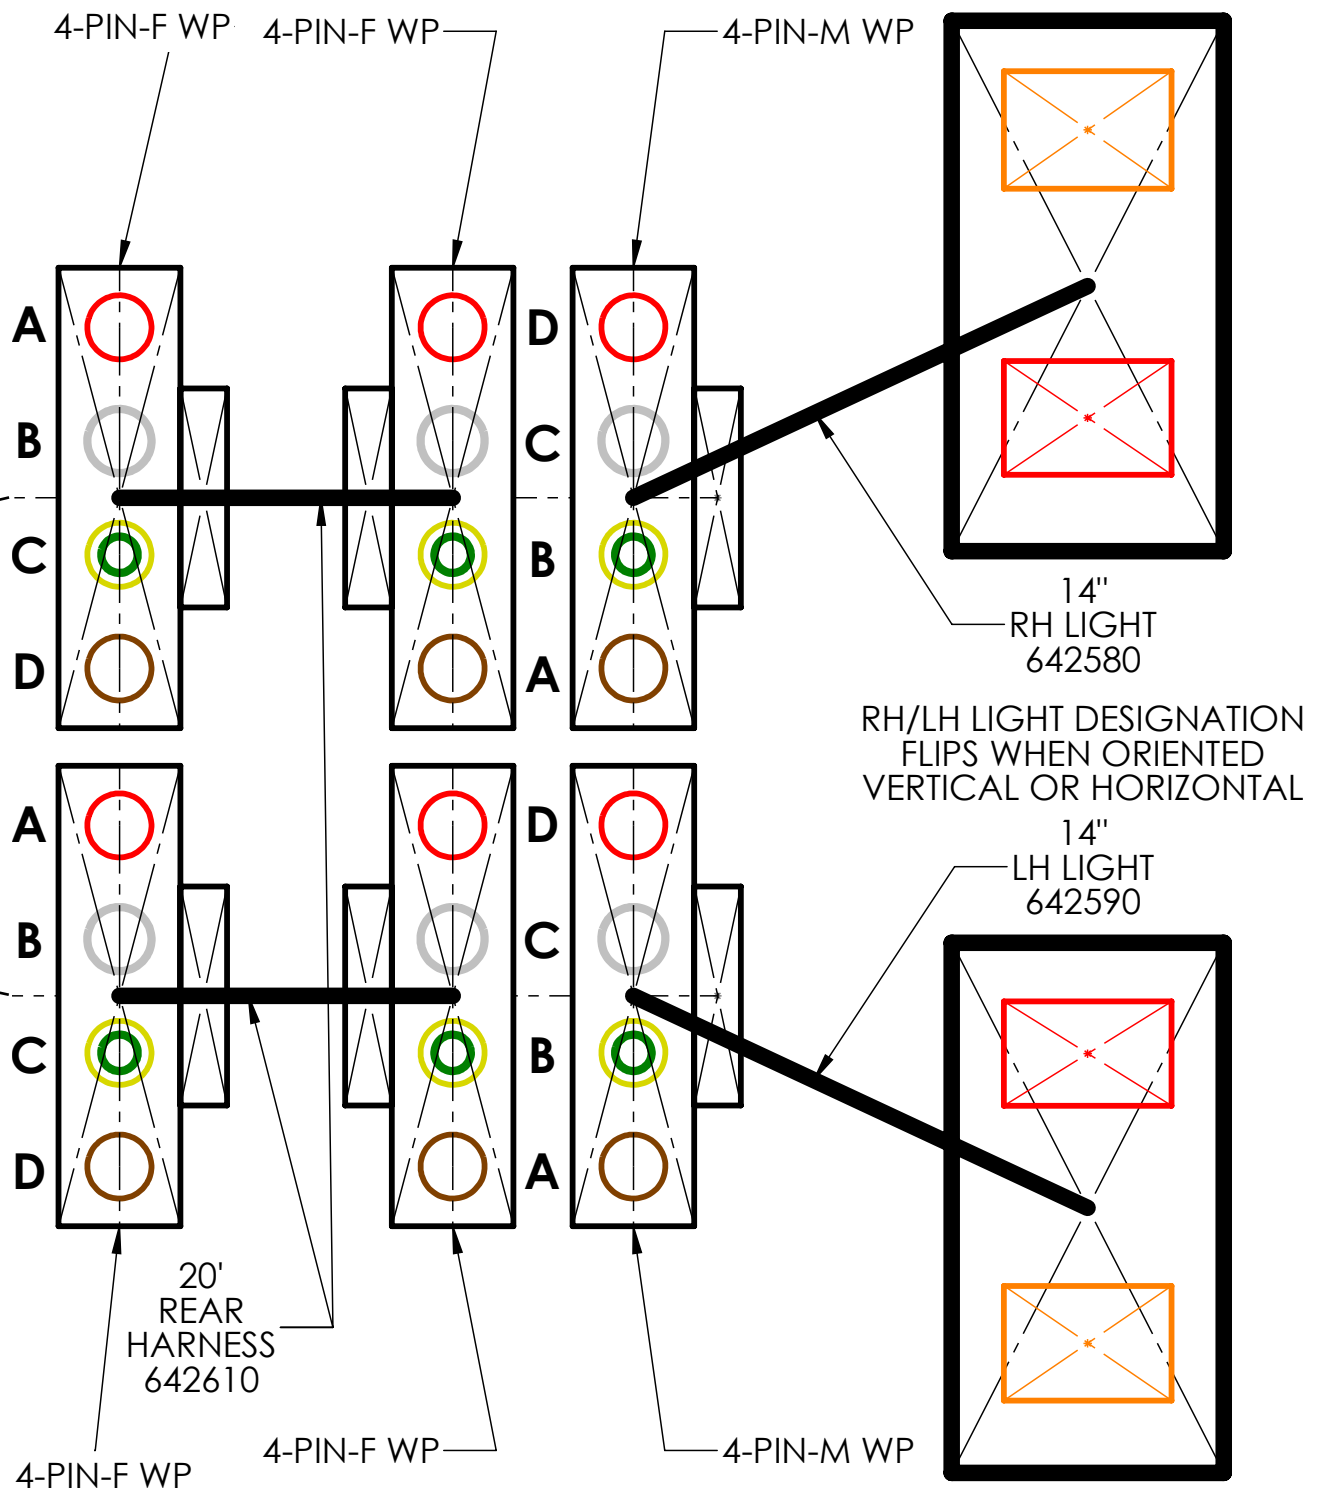 4-PIN-F WP
4-PIN-F WP
4-PIN-M WP
A
B
C
D
D
C
B
A
14"
RH LIGHT
642580
RH/LH LIGHT DESIGNATION
FLIPS WHEN ORIENTED
VERTICAL OR HORIZONTAL
14"
LH LIGHT
642590
A
B
C
D
D
C
B
A
20'
REAR
HARNESS
642610
4-PIN-F WP
4-PIN-F WP
4-PIN-M WP